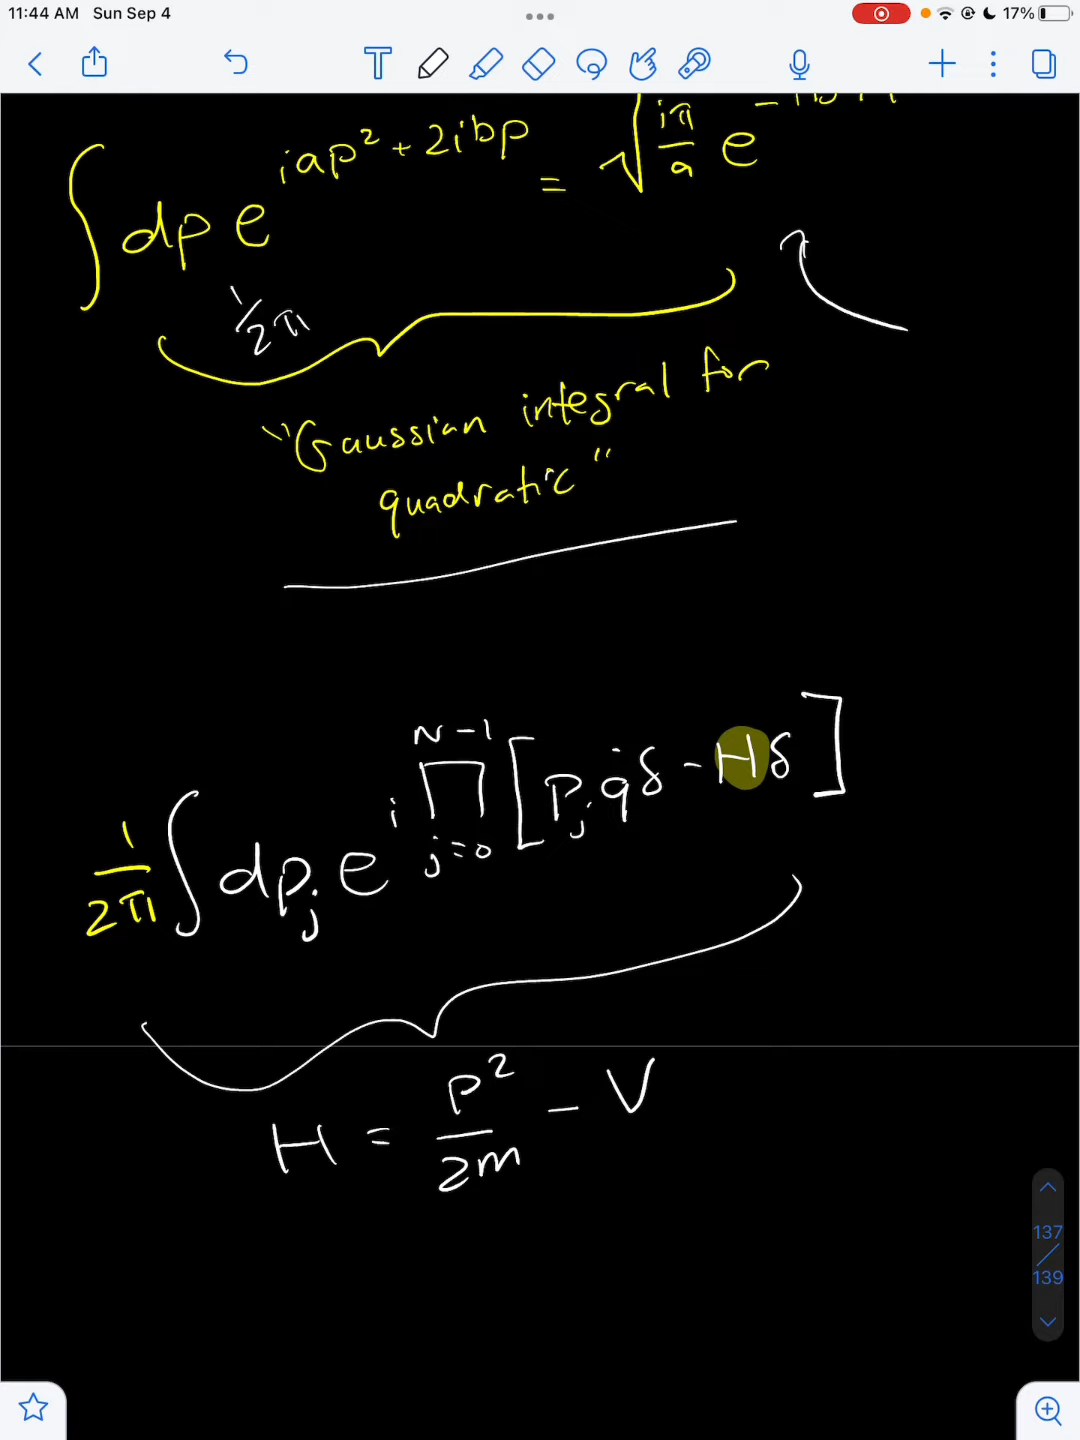 11:44 AM Sun Sep 4 17%
∫ dp e^{iap² + 2ibp} = √(iπ/a) e
1/2π
"Gaussian integral for
quadratic"
1/2π ∫ dp_j e^{i ∏_{j=0}^{N-1} [p_j q̇δ - Hδ]}
H = p²/2m - V
137
/
139